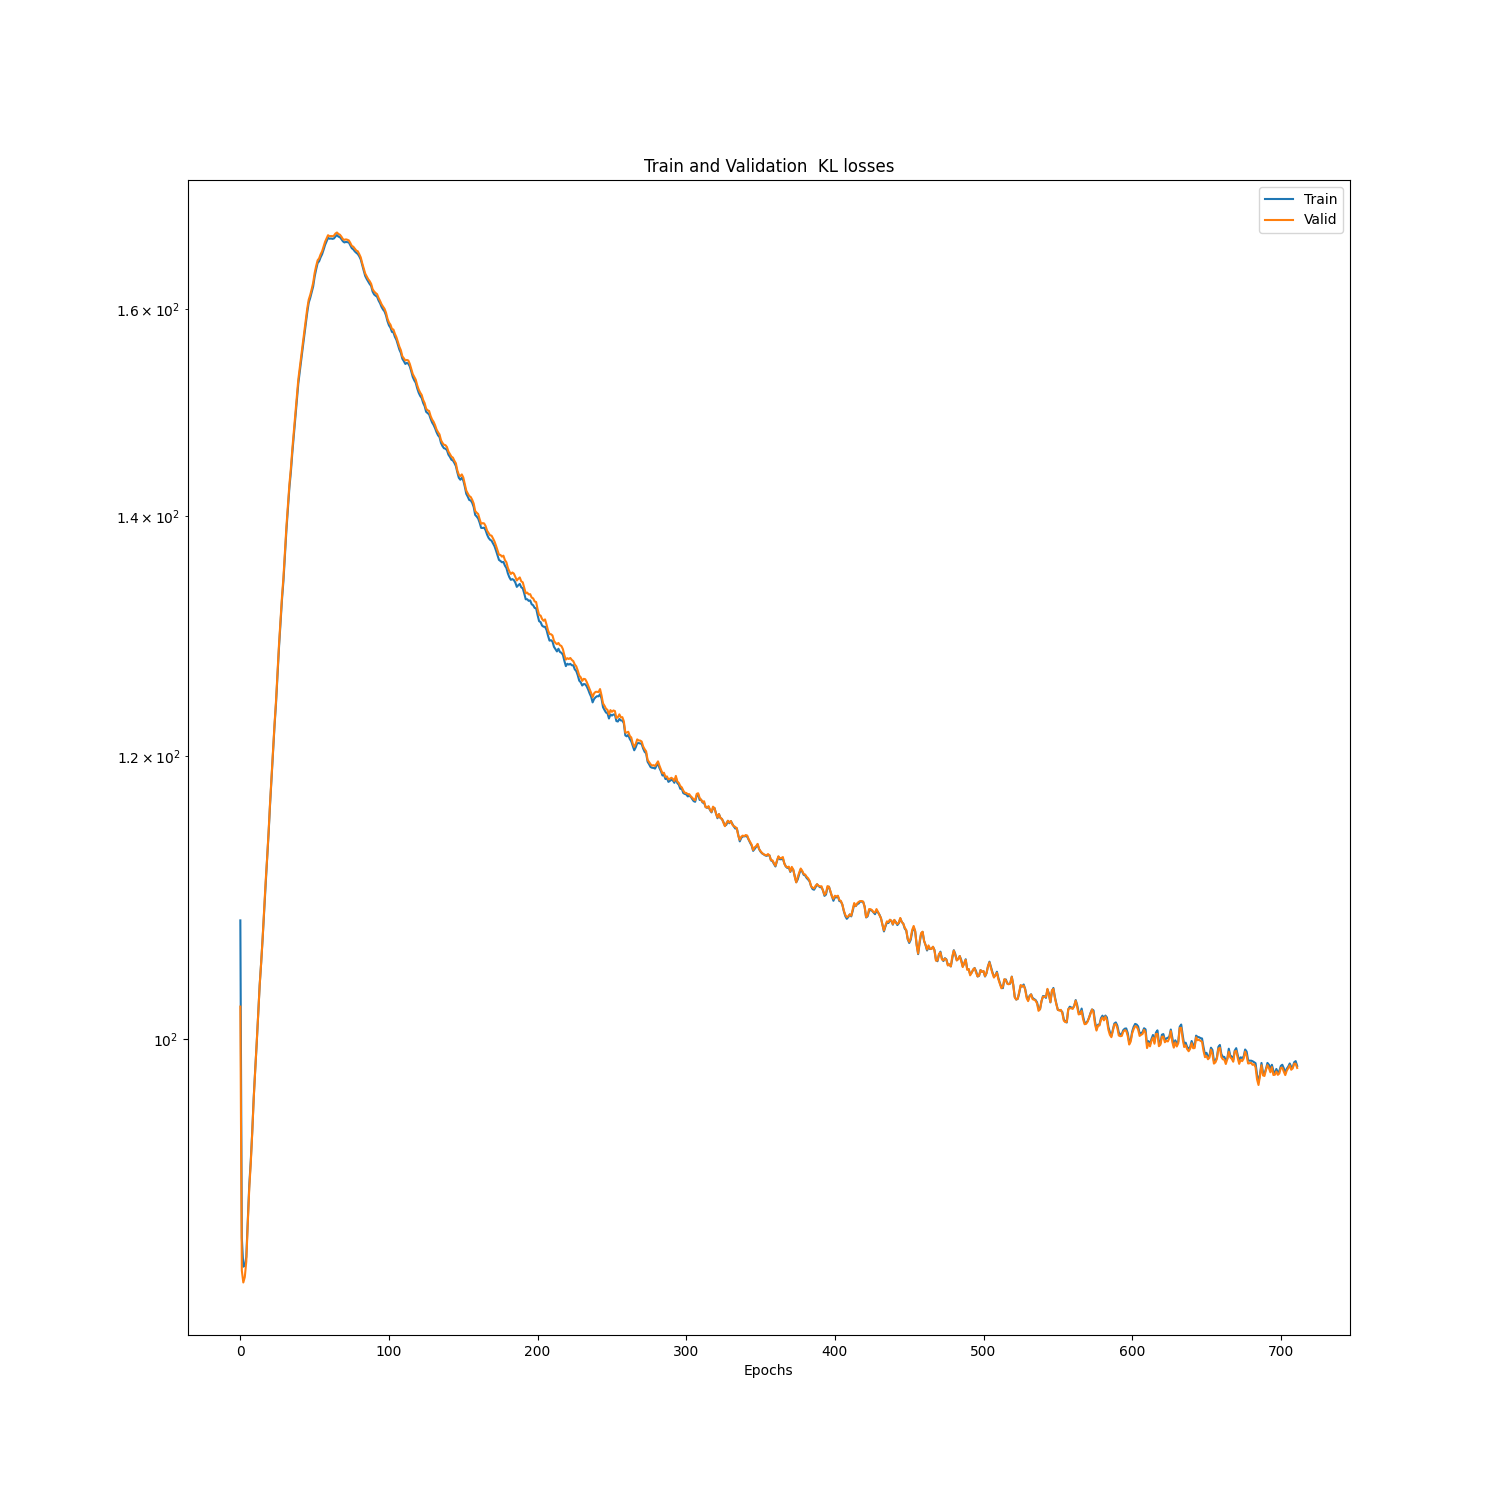 Train and Validation  KL losses
Train
Valid
1.6 × 10²
1.4 × 10²
1.2 × 10²
10²
0 100 200 300 400 500 600 700
Epochs